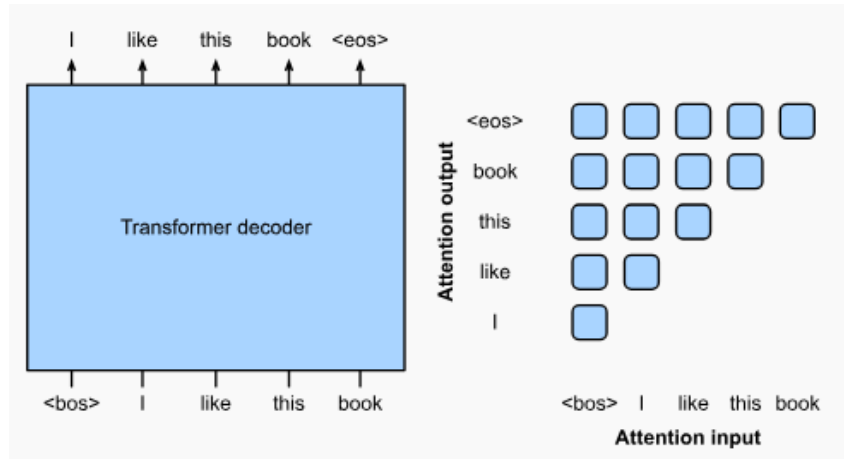 I like this book <eos>
Transformer decoder
<bos> I like this book
Attention output
<eos>
book
this
like
I
<bos> I like this book
Attention input